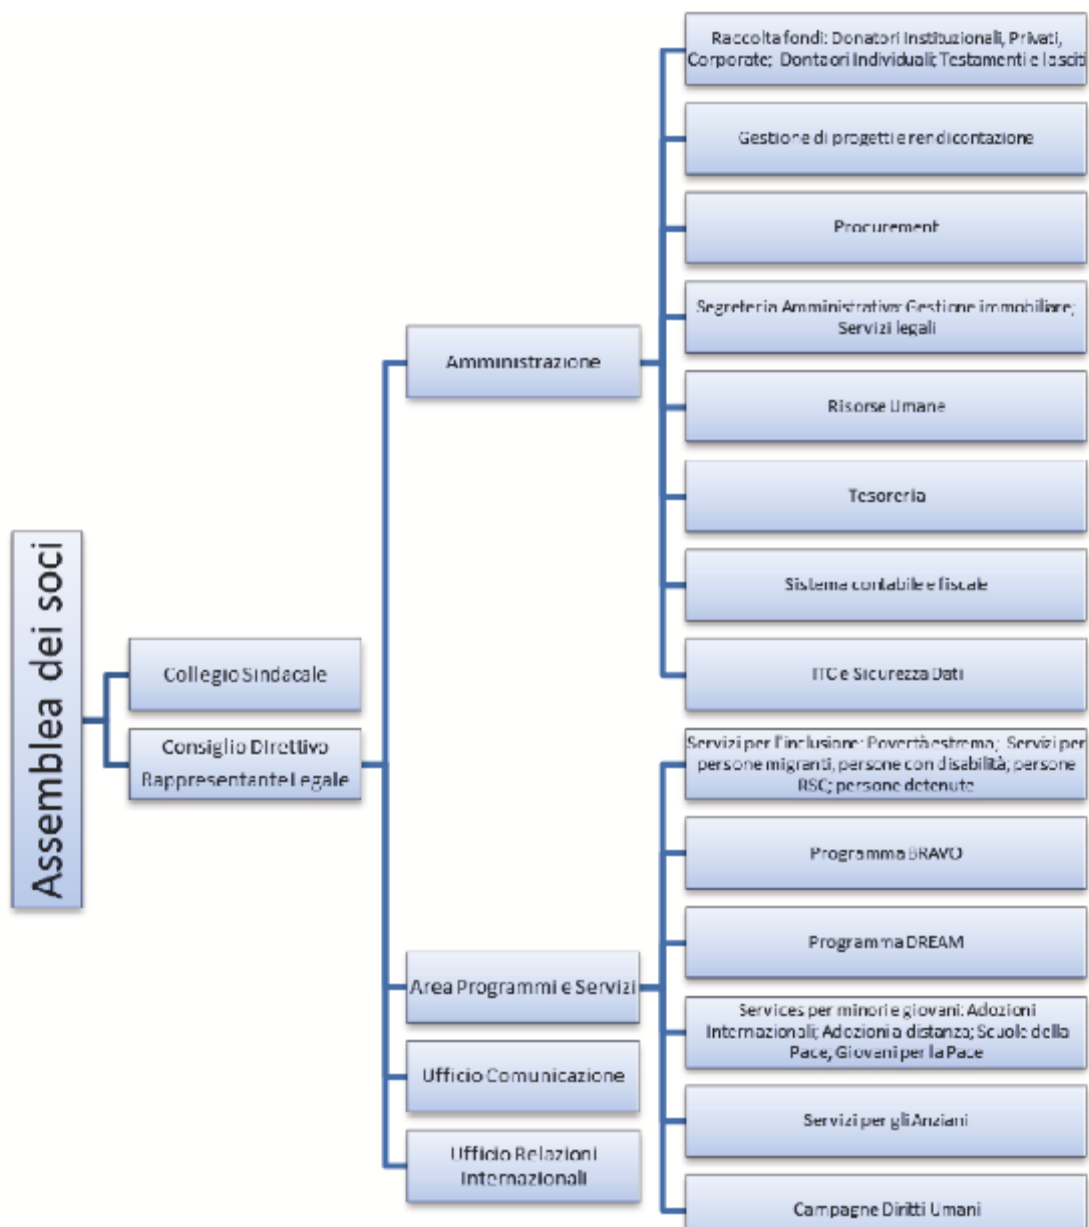 Assemblea dei soci
Collegio Sindacale
Consiglio Direttivo
Rappresentante Legale
Amministrazione
Raccolta fondi: Donatori Instituzionali, Privati,
Corporate; Dontaori Individuali; Testamenti e lasciti
Gestione di progetti e rendicontazione
Procurement
Segreteria Amministrativa: Gestione immobiliare;
Servizi legali
Risorse Umane
Tesoreria
Sistema contabile e fiscale
ITC e Sicurezza Dati
Area Programmi e Servizi
Servizi per l'inclusione: Povertà estrema; Servizi per
persone migranti, persone con disabilità; persone
RSC; persone detenute
Programma BRAVO
Programma DREAM
Services per minori e giovani: Adozioni
Internazionali; Adozioni a distanza; Scuole della
Pace, Giovani per la Pace
Servizi per gli Anziani
Campagne Diritti Umani
Ufficio Comunicazione
Ufficio Relazioni
Internazionali